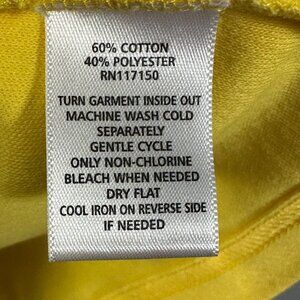 60% COTTON
40% POLYESTER
RN117150
TURN GARMENT INSIDE OUT
MACHINE WASH COLD
SEPARATELY
GENTLE CYCLE
ONLY NON-CHLORINE
BLEACH WHEN NEEDED
DRY FLAT
COOL IRON ON REVERSE SIDE
IF NEEDED